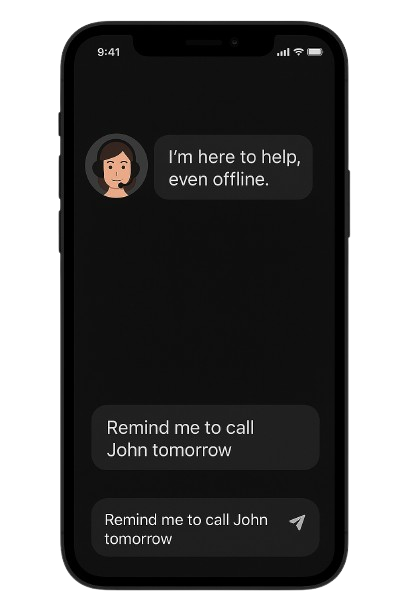 9:41
I'm here to help,
even offline.
Remind me to call
John tomorrow
Remind me to call John
tomorrow